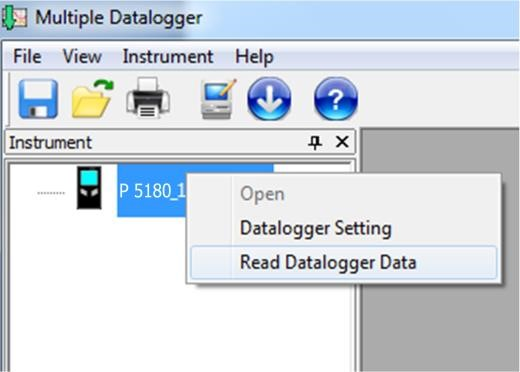 Multiple Datalogger
File View Instrument Help
?
Instrument
P 5180_1
Open
Datalogger Setting
Read Datalogger Data